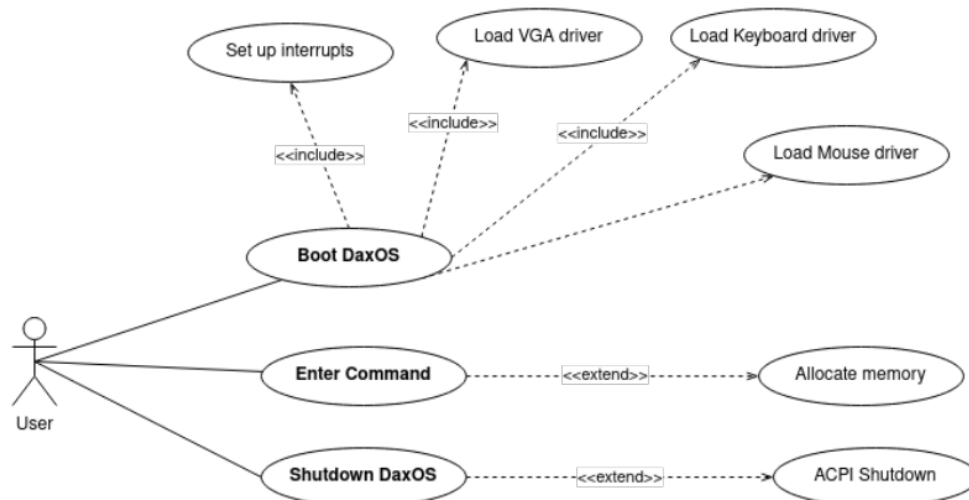 Set up interrupts
Load VGA driver
Load Keyboard driver
<<include>>
<<include>>
<<include>>
Load Mouse driver
Boot DaxOS
Enter Command
<<extend>>
Allocate memory
User
Shutdown DaxOS
<<extend>>
ACPI Shutdown